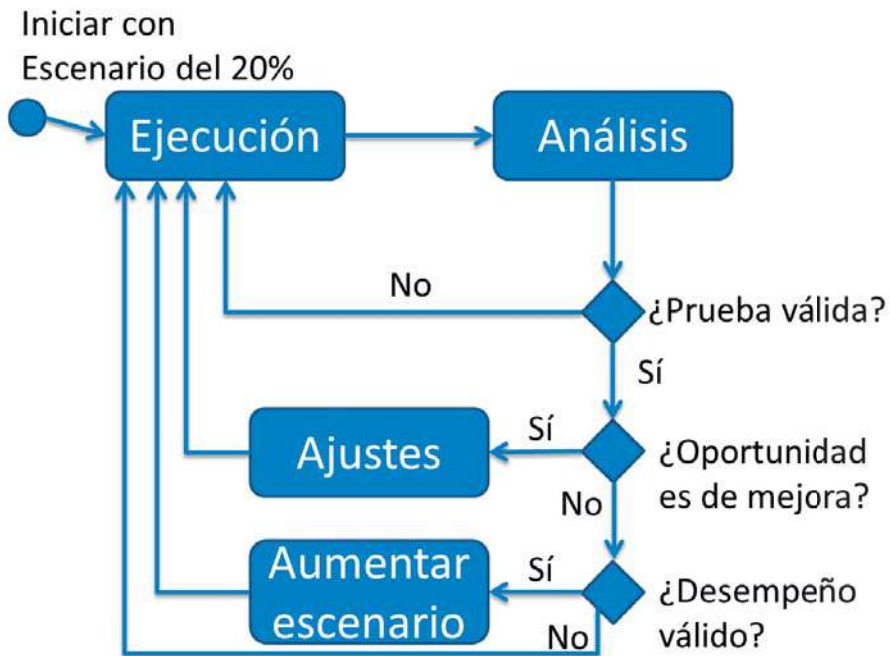 Iniciar con
Escenario del 20%
Ejecución
Análisis
No
¿Prueba válida?
Sí
Ajustes
Sí
¿Oportunidad
es de mejora?
No
Aumentar
escenario
Sí
¿Desempeño
válido?
No